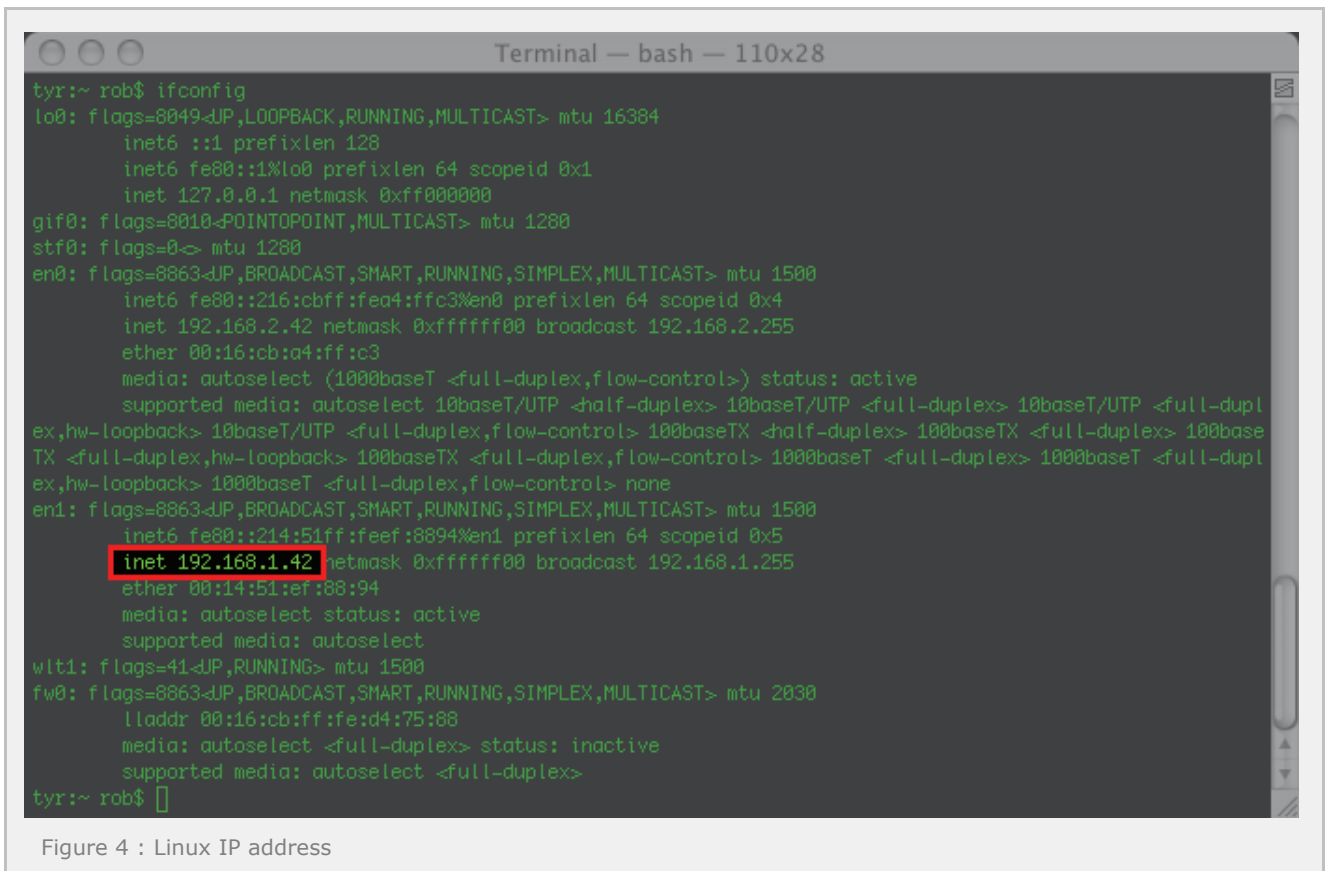 Terminal — bash — 110x28
tyr:~ rob$ ifconfig
lo0: flags=8049<UP,LOOPBACK,RUNNING,MULTICAST> mtu 16384
inet6 ::1 prefixlen 128
inet6 fe80::1%lo0 prefixlen 64 scopeid 0x1
inet 127.0.0.1 netmask 0xff000000
gif0: flags=8010<POINTOPOINT,MULTICAST> mtu 1280
stf0: flags=0<> mtu 1280
en0: flags=8863<UP,BROADCAST,SMART,RUNNING,SIMPLEX,MULTICAST> mtu 1500
inet6 fe80::216:cbff:fea4:ffc3%en0 prefixlen 64 scopeid 0x4
inet 192.168.2.42 netmask 0xffffff00 broadcast 192.168.2.255
ether 00:16:cb:a4:ff:c3
media: autoselect (1000baseT <full-duplex,flow-control>) status: active
supported media: autoselect 10baseT/UTP <half-duplex> 10baseT/UTP <full-duplex> 10baseT/UTP <full-dupl
ex,hw-loopback> 10baseT/UTP <full-duplex,flow-control> 100baseTX <half-duplex> 100baseTX <full-duplex> 100base
TX <full-duplex,hw-loopback> 100baseTX <full-duplex,flow-control> 1000baseT <full-duplex> 1000baseT <full-dupl
ex,hw-loopback> 1000baseT <full-duplex,flow-control> none
en1: flags=8863<UP,BROADCAST,SMART,RUNNING,SIMPLEX,MULTICAST> mtu 1500
inet6 fe80::214:51ff:feef:8894%en1 prefixlen 64 scopeid 0x5
inet 192.168.1.42 netmask 0xffffff00 broadcast 192.168.1.255
ether 00:14:51:ef:88:94
media: autoselect status: active
supported media: autoselect
wlt1: flags=41<UP,RUNNING> mtu 1500
fw0: flags=8863<UP,BROADCAST,SMART,RUNNING,SIMPLEX,MULTICAST> mtu 2030
lladdr 00:16:cb:ff:fe:d4:75:88
media: autoselect <full-duplex> status: inactive
supported media: autoselect <full-duplex>
tyr:~ rob$
Figure 4 : Linux IP address